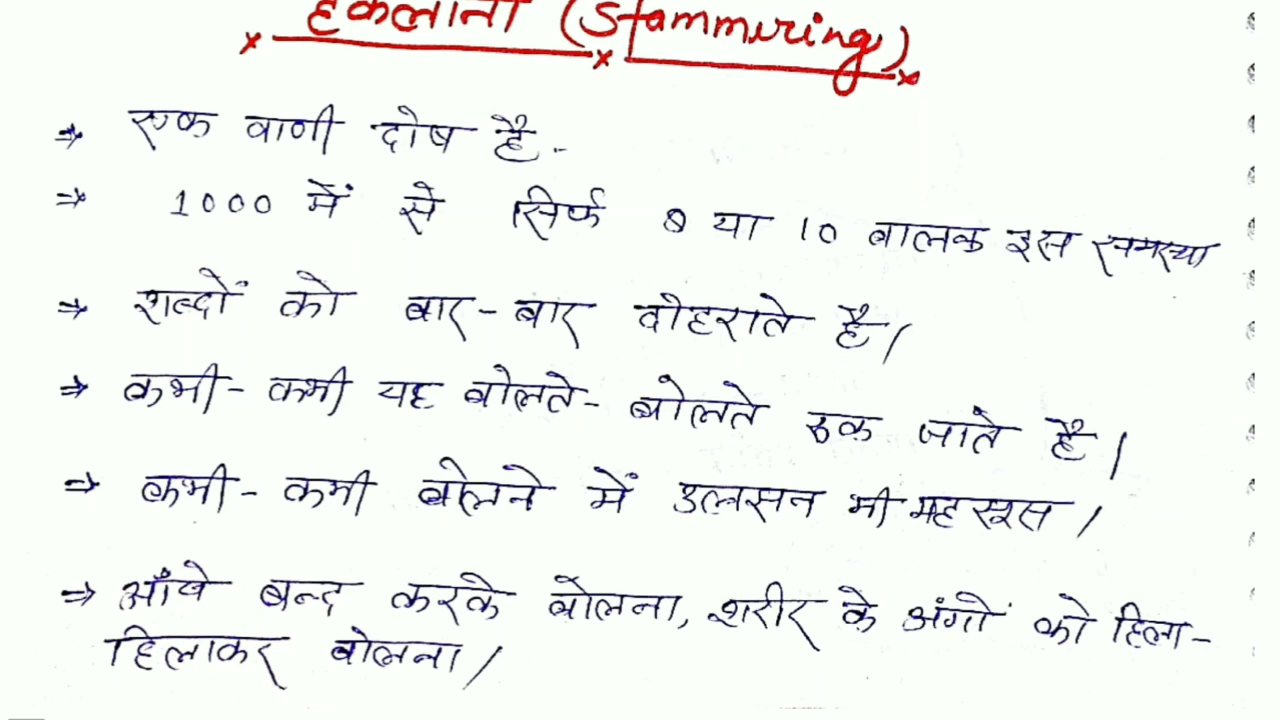 हकलाना (Stammering)
⇒ एक वाणी दोष है.
⇒ 1000 में से सिर्फ 8 या 10 बालक इस समस्या
⇒ शब्दों को बार-बार दोहराते है।
⇒ कभी-कभी यह बोलते-बोलते रुक जाते है।
⇒ कभी-कभी बोलने में उलझन भी महसूस।
⇒ आँखे बन्द करके बोलना, शरीर के अंगों को हिला-
हिलाकर बोलना।